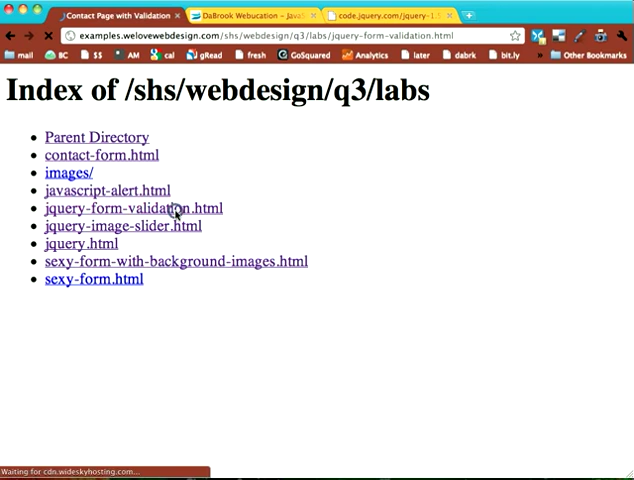 Contact Page with Validation
DaBrook Webucation – JavaS
code.jquery.com/jquery-1.5
examples.welovewebdesign.com/shs/webdesign/q3/labs/jquery-form-validation.html
mail BC $$ AM cal gRead fresh GoSquared Analytics later dabrk bit.ly » Other Bookmarks
Index of /shs/webdesign/q3/labs
Parent Directory
contact-form.html
images/
javascript-alert.html
jquery-form-validation.html
jquery-image-slider.html
jquery.html
sexy-form-with-background-images.html
sexy-form.html
Waiting for cdn.wideskyhosting.com...